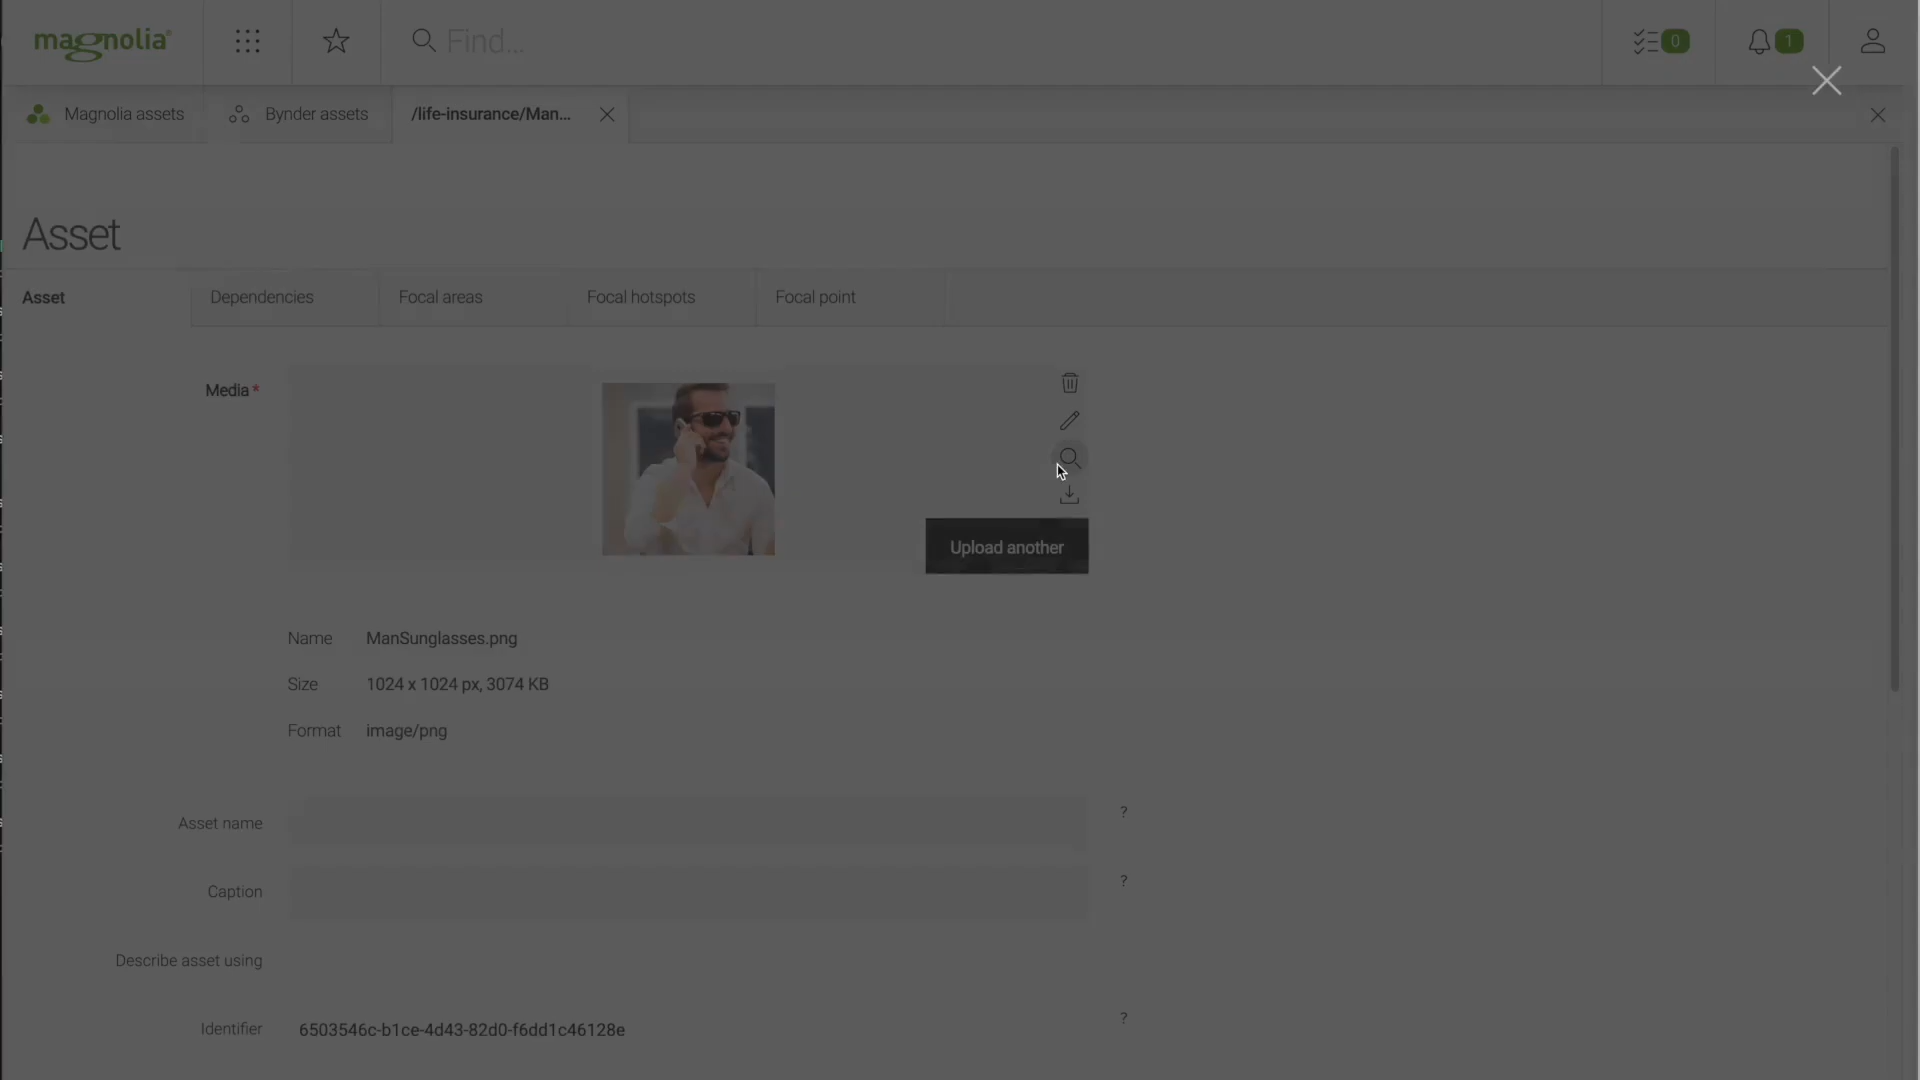 magnolia
Find...
0
1
Magnolia assets
Bynder assets
/life-insurance/Man...
Asset
Asset
Dependencies
Focal areas
Focal hotspots
Focal point
Media *
Upload another
Name ManSunglasses.png
Size 1024 x 1024 px, 3074 KB
Format image/png
Asset name ?
Caption ?
Describe asset using
Identifier 6503546c-b1ce-4d43-82d0-f6dd1c46128e ?